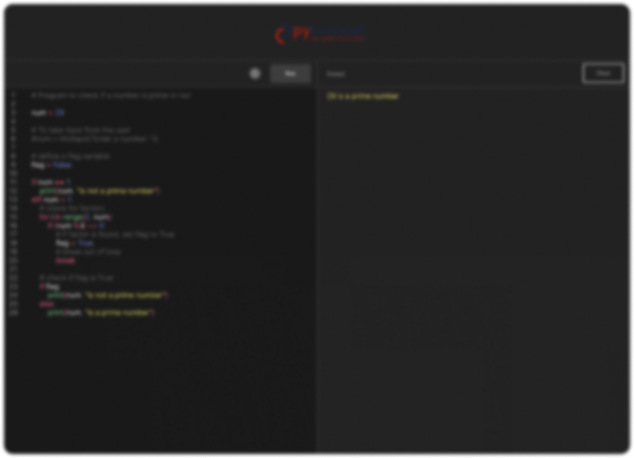 PY
Run
Clear
29 is a prime number
# Program to check if a number is prime or not
num = 29
# To take input from the user
#num = int(input("Enter a number: "))
# define a flag variable
flag = False
if num == 1:
print(num, "is not a prime number")
elif num > 1:
# check for factors
for i in range(2, num):
if (num % i) == 0:
# if factor is found, set flag to True
flag = True
# break out of loop
break
# check if flag is True
if flag:
print(num, "is not a prime number")
else:
print(num, "is a prime number")